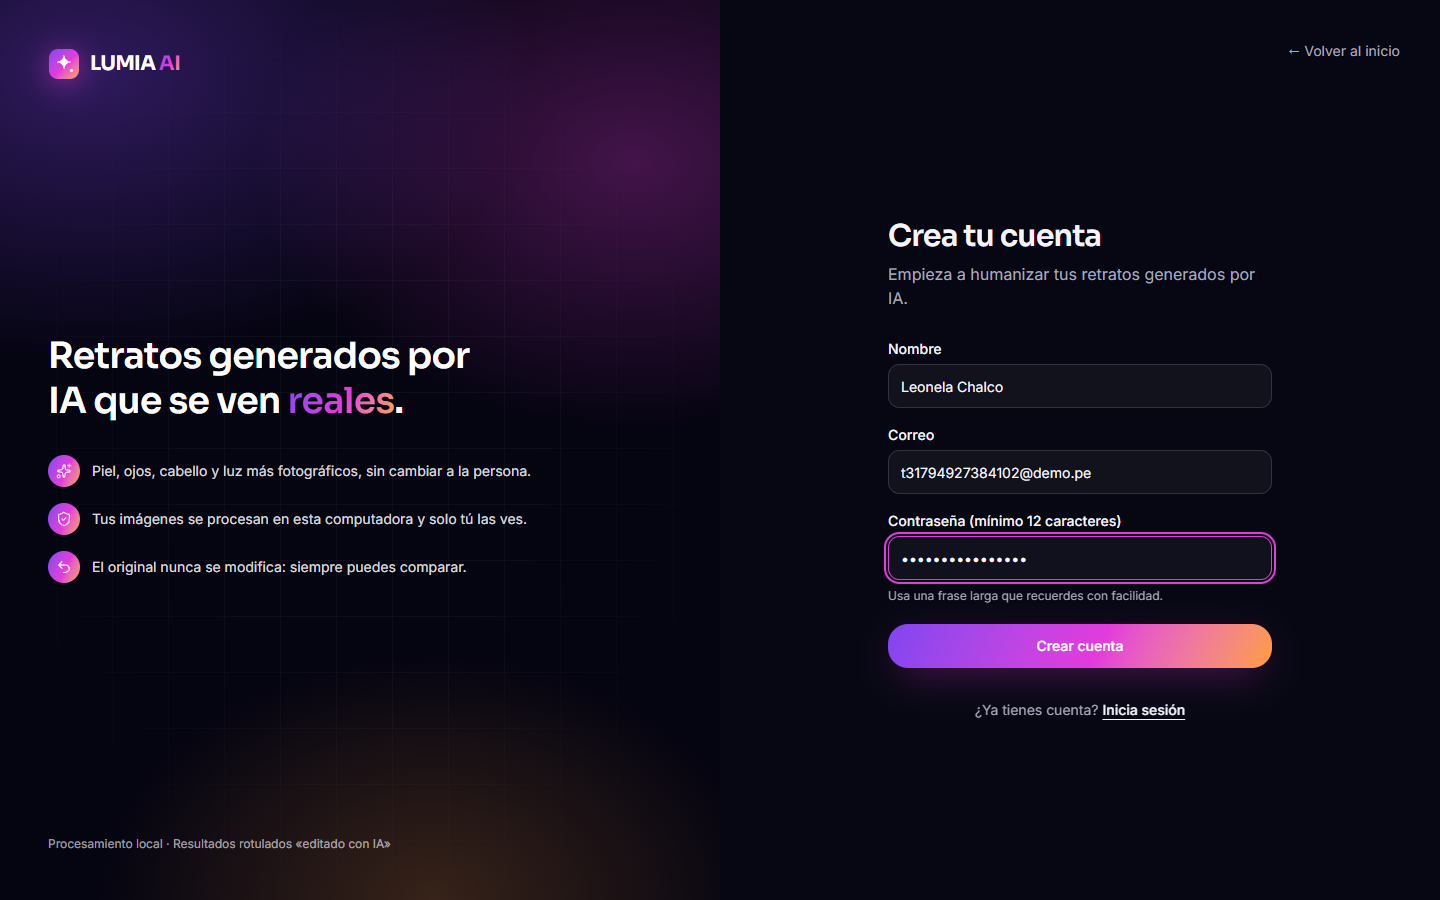 LUMIA AI
Retratos generados por
IA que se ven reales.
Piel, ojos, cabello y luz más fotográficos, sin cambiar a la persona.
Tus imágenes se procesan en esta computadora y solo tú las ves.
El original nunca se modifica: siempre puedes comparar.
Procesamiento local · Resultados rotulados «editado con IA»
← Volver al inicio
Crea tu cuenta
Empieza a humanizar tus retratos generados por
IA.
Nombre
Leonela Chalco
Correo
t31794927384102@demo.pe
Contraseña (mínimo 12 caracteres)
••••••••••••••••
Usa una frase larga que recuerdes con facilidad.
Crear cuenta
¿Ya tienes cuenta? Inicia sesión